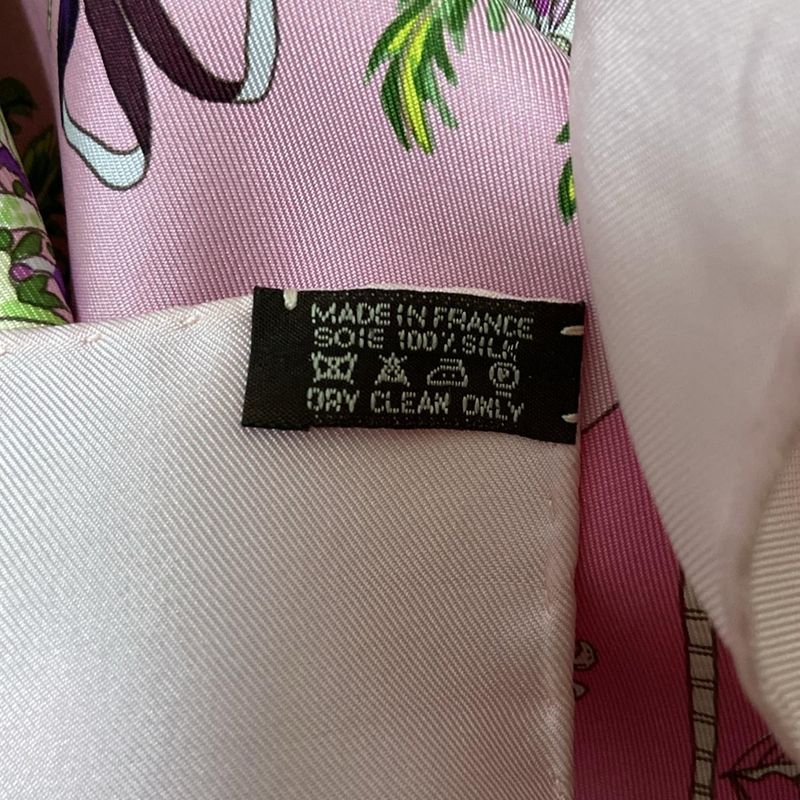 MADE IN FRANCE
SOIE 100% SILK
DRY CLEAN ONLY